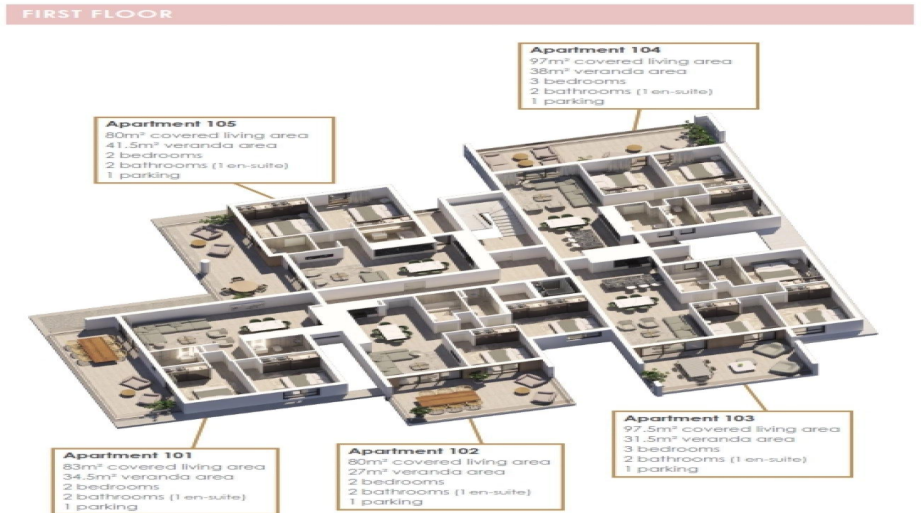 FIRST FLOOR
Apartment 104
97m² covered living area
38m² veranda area
3 bedrooms
2 bathrooms (1 en-suite)
1 parking
Apartment 105
80m² covered living area
41.5m² veranda area
2 bedrooms
2 bathrooms (1 en-suite)
1 parking
Apartment 101
83m² covered living area
34.5m² veranda area
2 bedrooms
2 bathrooms (1 en-suite)
1 parking
Apartment 102
80m² covered living area
27m² veranda area
2 bedrooms
2 bathrooms (1 en-suite)
1 parking
Apartment 103
97.5m² covered living area
31.5m² veranda area
3 bedrooms
2 bathrooms (1 en-suite)
1 parking